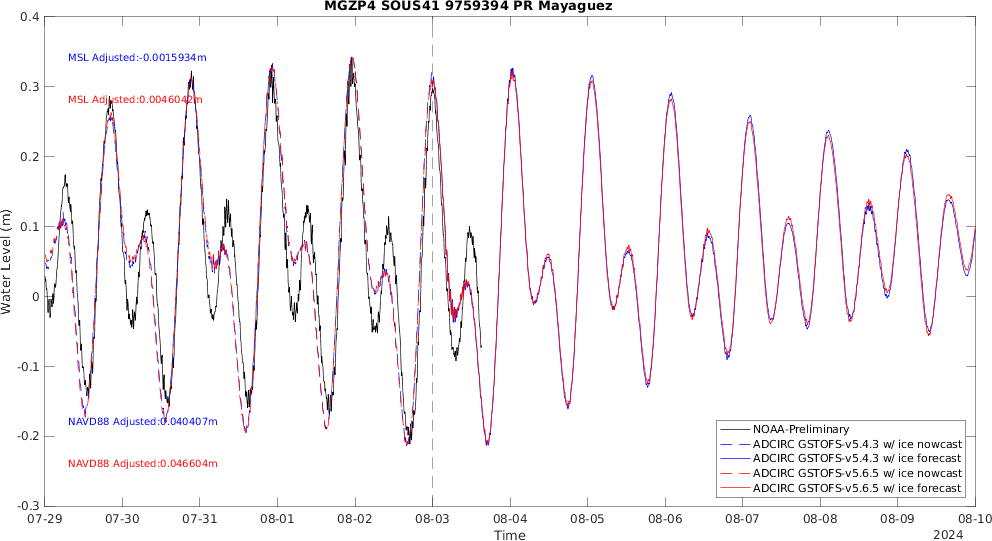 MGZP4 SOUS41 9759394 PR Mayaguez
0.4
0.3
0.2
0.1
0
-0.1
-0.2
-0.3
Water Level (m)
MSL Adjusted:-0.0015934m
MSL Adjusted:0.0046042m
NAVD88 Adjusted:0.040407m
NAVD88 Adjusted:0.046604m
NOAA-Preliminary
ADCIRC GSTOFS-v5.4.3 w/ ice nowcast
ADCIRC GSTOFS-v5.4.3 w/ ice forecast
ADCIRC GSTOFS-v5.6.5 w/ ice nowcast
ADCIRC GSTOFS-v5.6.5 w/ ice forecast
07-29 07-30 07-31 08-01 08-02 08-03 08-04 08-05 08-06 08-07 08-08 08-09 08-10
Time
2024